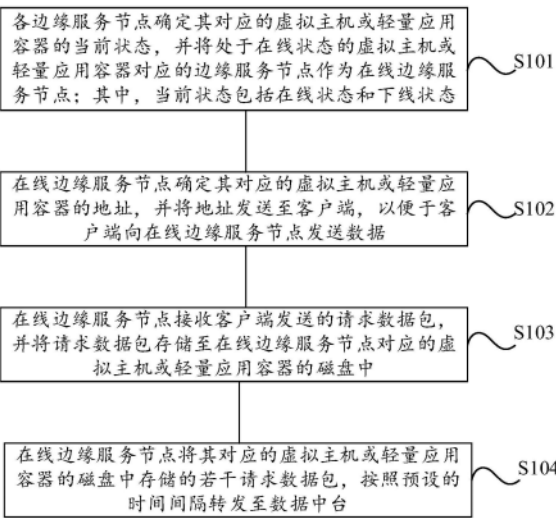 各边缘服务节点确定其对应的虚拟主机或轻量应用
容器的当前状态，并将处于在线状态的虚拟主机或
轻量应用容器对应的边缘服务节点作为在线边缘服
务节点；其中，当前状态包括在线状态和下线状态
S101
在线边缘服务节点确定其对应的虚拟主机或轻量应
用容器的地址，并将地址发送至客户端，以便于客
户端向在线边缘服务节点发送数据
S102
在线边缘服务节点接收客户端发送的请求数据包，
并将请求数据包存储至在线边缘服务节点对应的虚
拟主机或轻量应用容器的磁盘中
S103
在线边缘服务节点将其对应的虚拟主机或轻量应用
容器的磁盘中存储的若干请求数据包，按照预设的
时间间隔转发至数据中台
S104